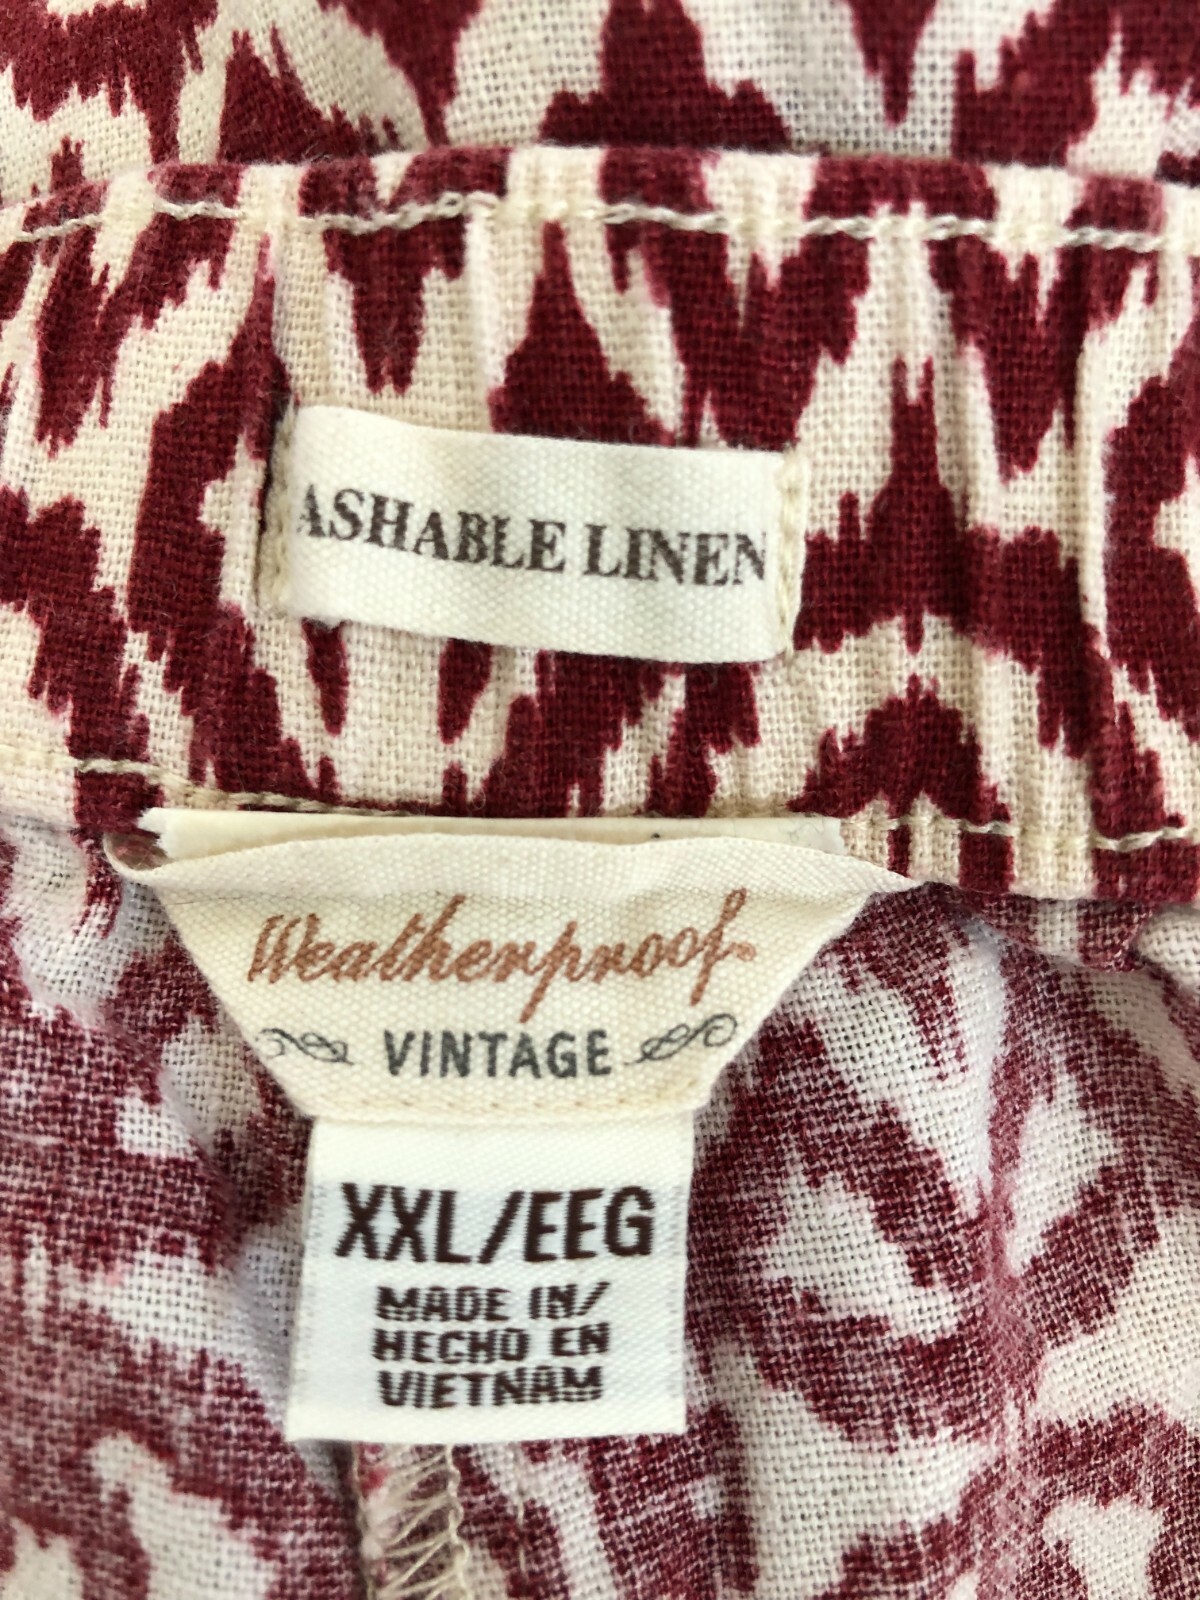 ASHABLE LINEN
Weatherproof
VINTAGE
XXL/EEG
MADE IN/
HECHO EN
VIETNAM